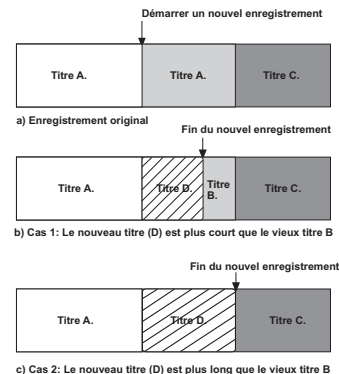 Démarrer un nouvel enregistrement
Titre A. Titre A. Titre C.
a) Enregistrement original
Fin du nouvel enregistrement
Titre A. Titre D. Titre B. Titre C.
b) Cas 1: Le nouveau titre (D) est plus court que le vieux titre B
Fin du nouvel enregistrement
Titre A. Titre D. Titre C.
c) Cas 2: Le nouveau titre (D) est plus long que le vieux titre B